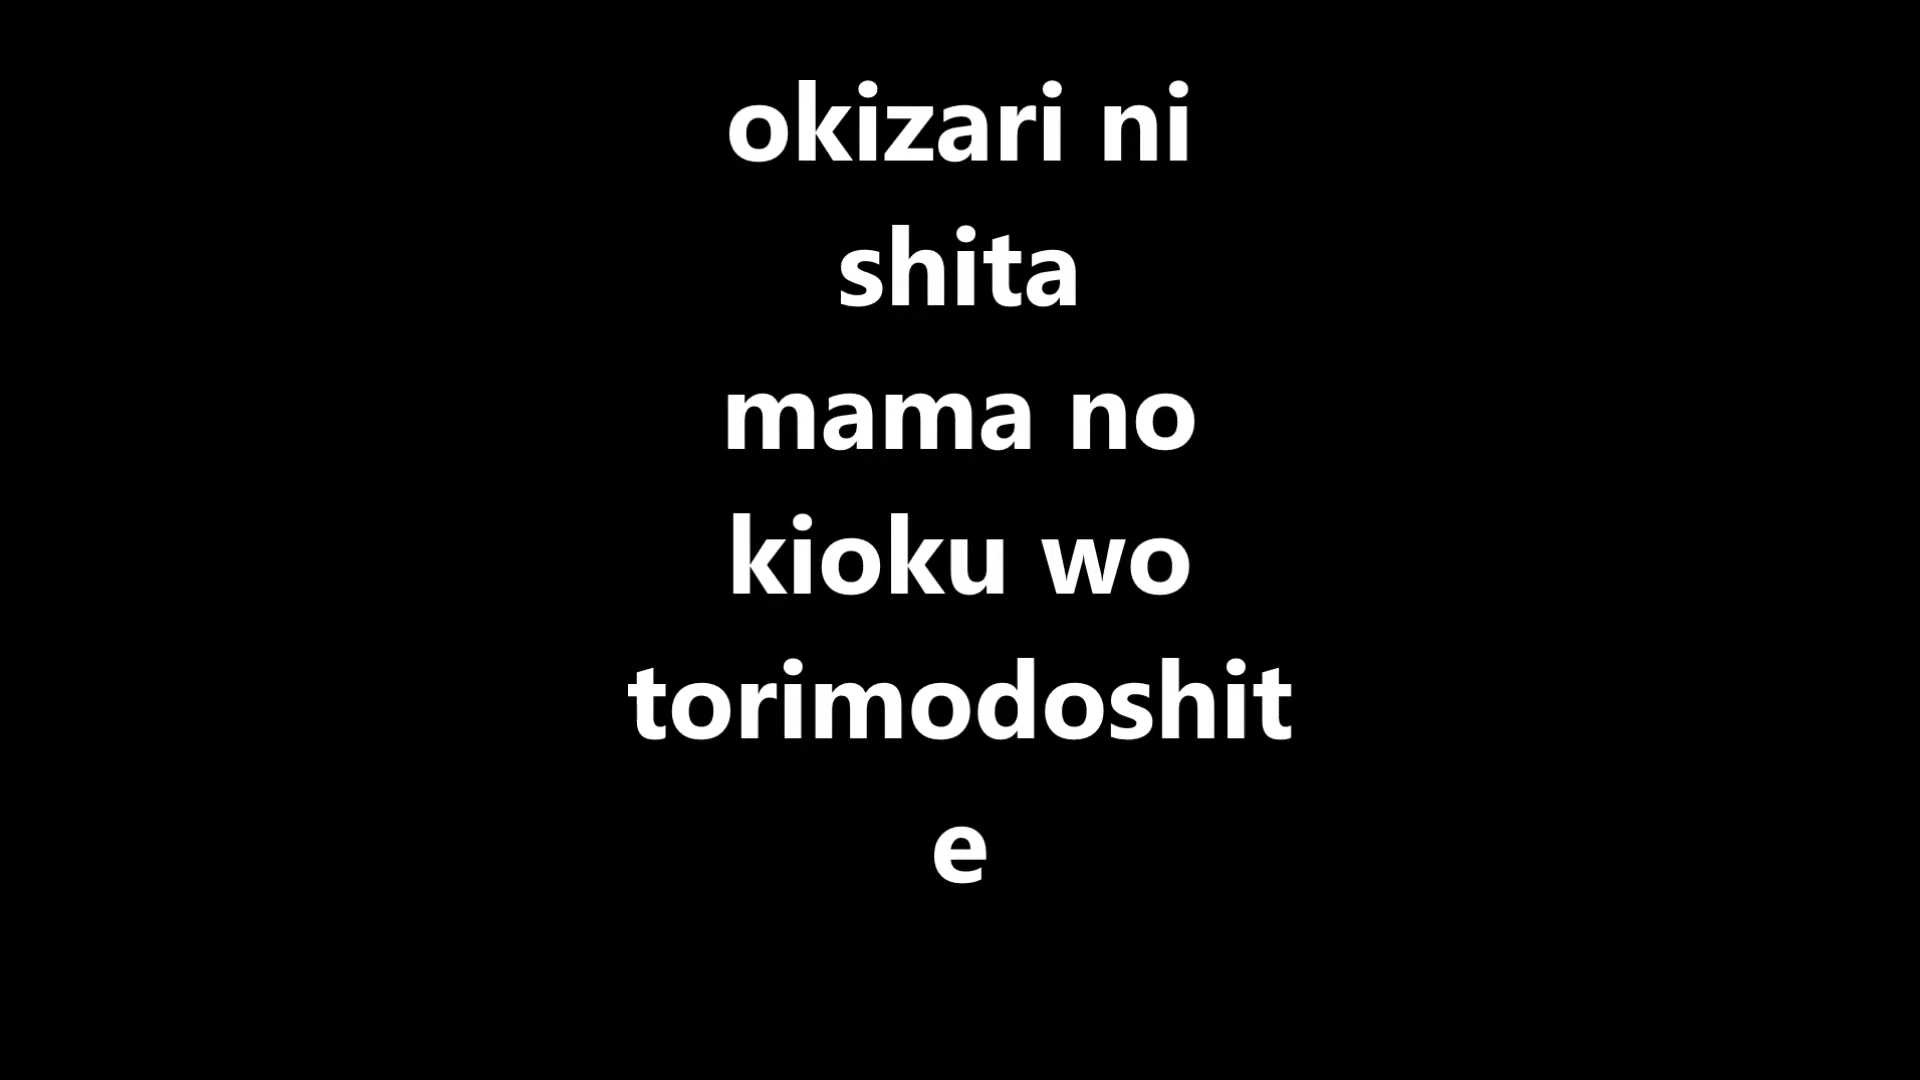 okizari ni
shita
mama no
kioku wo
torimodoshit
e